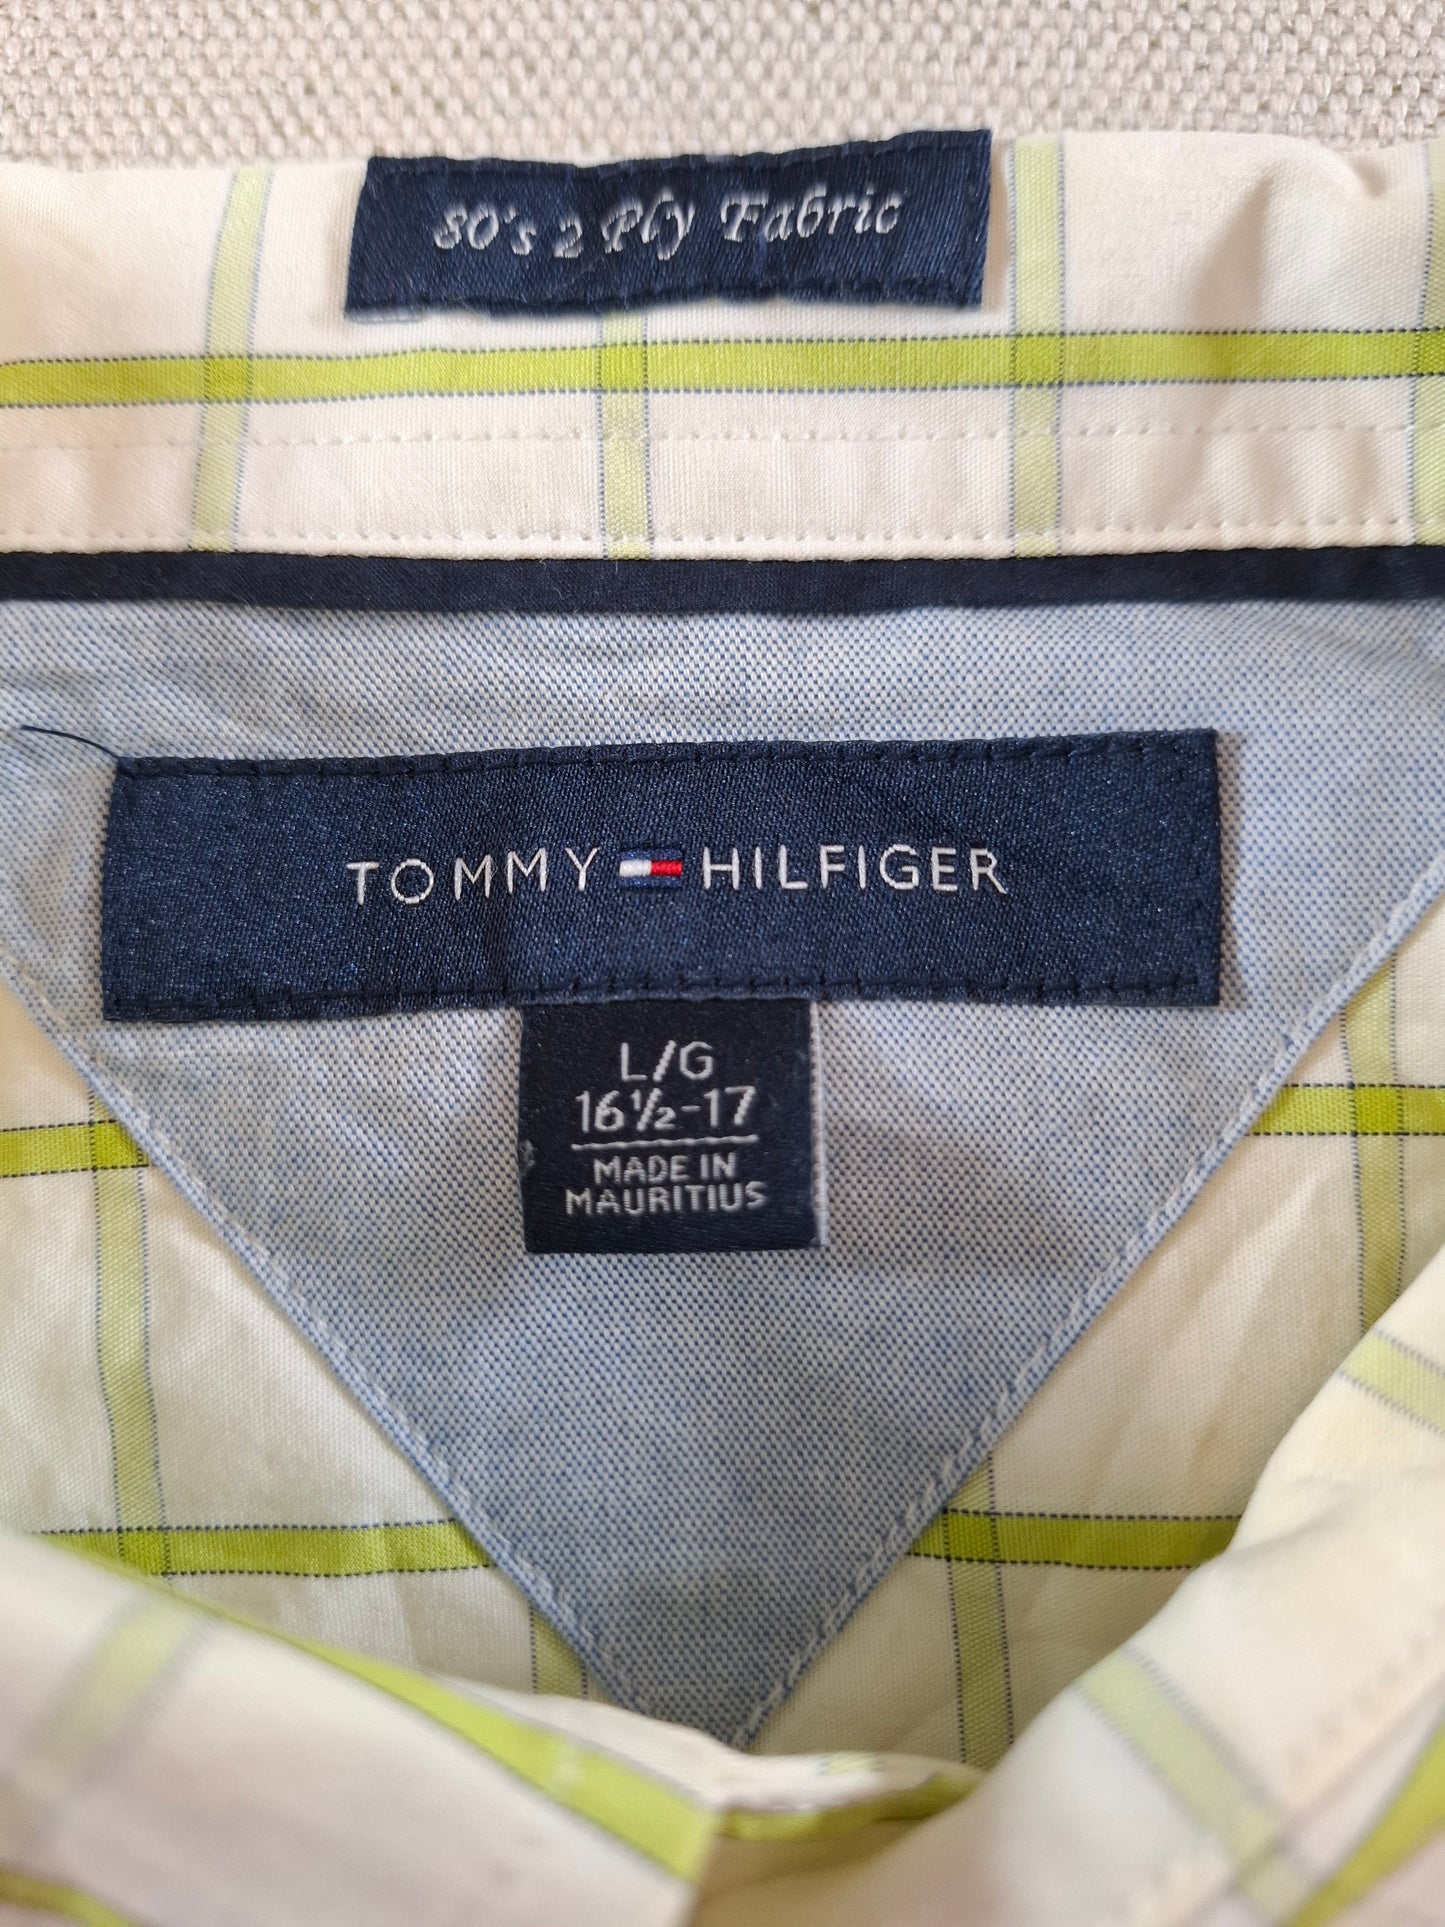 80's 2 Ply Fabric
TOMMY HILFIGER
L/G
16½-17
MADE IN
MAURITIUS